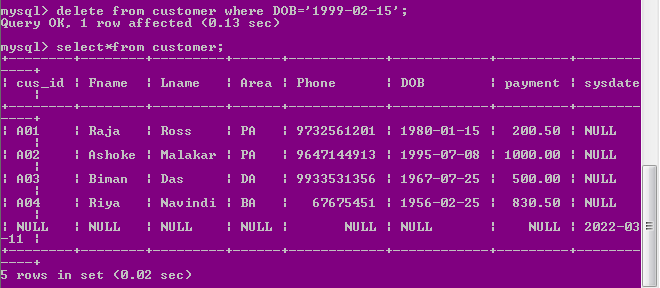 mysql> delete from customer where DOB='1999-02-15';
Query OK, 1 row affected (0.13 sec)
mysql> select*from customer;
+--------+--------+---------+------+------------+------------+---------+--------
----+
¦ cus_id ¦ Fname  ¦ Lname   ¦ Area ¦ Phone      ¦ DOB        ¦ payment ¦ sysdate
    ¦
+--------+--------+---------+------+------------+------------+---------+--------
----+
¦ A01    ¦ Raja   ¦ Ross    ¦ PA   ¦ 9732561201 ¦ 1980-01-15 ¦  200.50 ¦ NULL
    ¦
¦ A02    ¦ Ashoke ¦ Malakar ¦ PA   ¦ 9647144913 ¦ 1995-07-08 ¦ 1000.00 ¦ NULL
    ¦
¦ A03    ¦ Biman  ¦ Das     ¦ DA   ¦ 9933531356 ¦ 1967-07-25 ¦  500.00 ¦ NULL
    ¦
¦ A04    ¦ Riya   ¦ Navindi ¦ BA   ¦   67675451 ¦ 1956-02-25 ¦  830.50 ¦ NULL
    ¦
¦ NULL   ¦ NULL   ¦ NULL    ¦ NULL ¦       NULL ¦ NULL       ¦    NULL ¦ 2022-03
-11 ¦
+--------+--------+---------+------+------------+------------+---------+--------
----+
5 rows in set (0.02 sec)